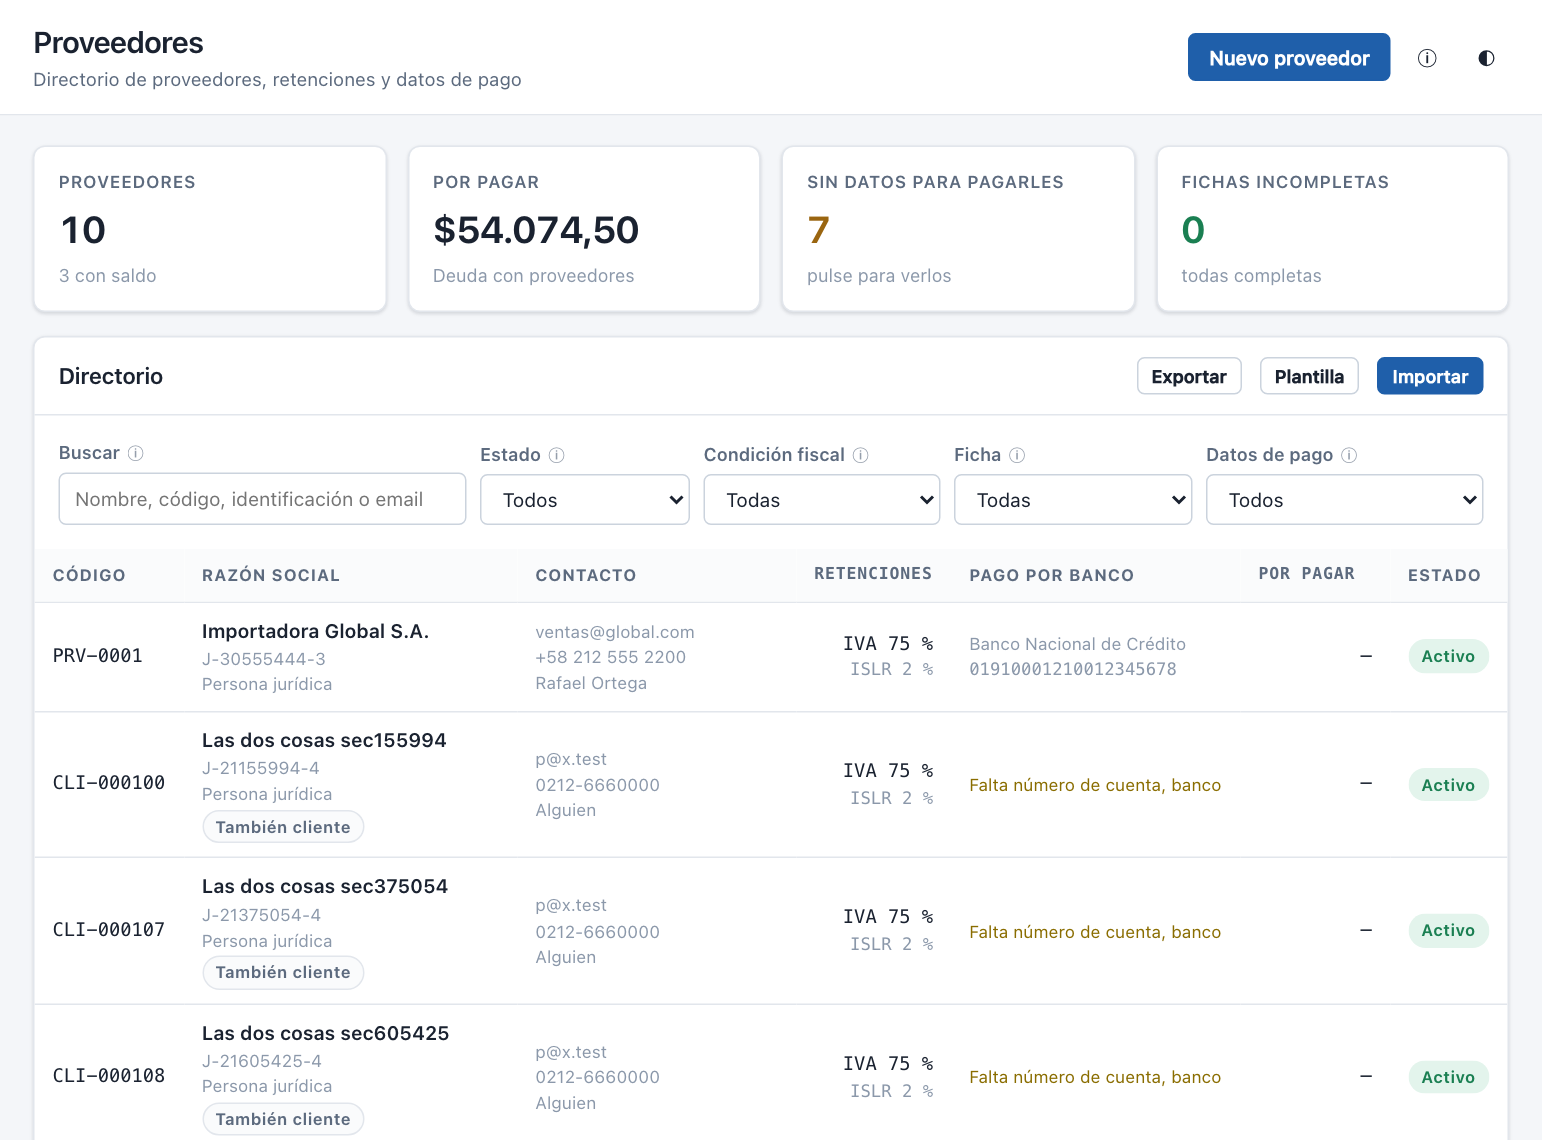 Proveedores
Directorio de proveedores, retenciones y datos de pago
Nuevo proveedor
PROVEEDORES
10
3 con saldo
POR PAGAR
$54.074,50
Deuda con proveedores
SIN DATOS PARA PAGARLES
7
pulse para verlos
FICHAS INCOMPLETAS
0
todas completas
Directorio
Exportar
Plantilla
Importar
Buscar
Nombre, código, identificación o email
Estado
Todos
Condición fiscal
Todas
Ficha
Todas
Datos de pago
Todos
CÓDIGO RAZÓN SOCIAL CONTACTO RETENCIONES PAGO POR BANCO POR PAGAR ESTADO
PRV-0001
Importadora Global S.A.
J-30555444-3
Persona jurídica
ventas@global.com
+58 212 555 2200
Rafael Ortega
IVA 75 %
ISLR 2 %
Banco Nacional de Crédito
01910001210012345678
—
Activo
CLI-000100
Las dos cosas sec155994
J-21155994-4
Persona jurídica
También cliente
p@x.test
0212-6660000
Alguien
IVA 75 %
ISLR 2 %
Falta número de cuenta, banco
—
Activo
CLI-000107
Las dos cosas sec375054
J-21375054-4
Persona jurídica
También cliente
p@x.test
0212-6660000
Alguien
IVA 75 %
ISLR 2 %
Falta número de cuenta, banco
—
Activo
CLI-000108
Las dos cosas sec605425
J-21605425-4
Persona jurídica
También cliente
p@x.test
0212-6660000
Alguien
IVA 75 %
ISLR 2 %
Falta número de cuenta, banco
—
Activo